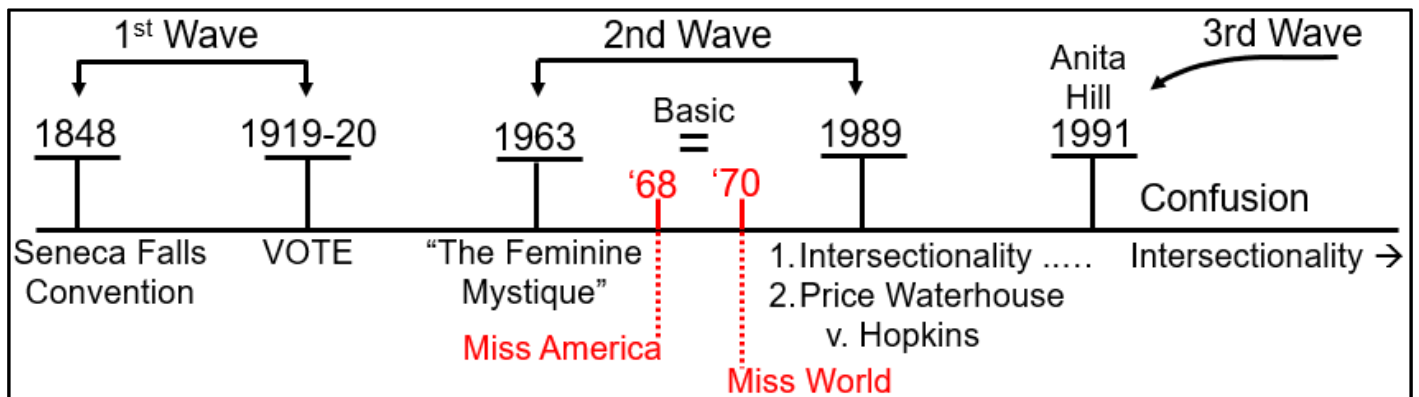 1st Wave
2nd Wave
3rd Wave
Anita
Hill
Basic
=
1848
1919-20
1963
1989
1991
‘68
‘70
Confusion
Seneca Falls
Convention
VOTE
“The Feminine
Mystique”
1. Intersectionality .....
2. Price Waterhouse
v. Hopkins
Intersectionality →
Miss America
Miss World